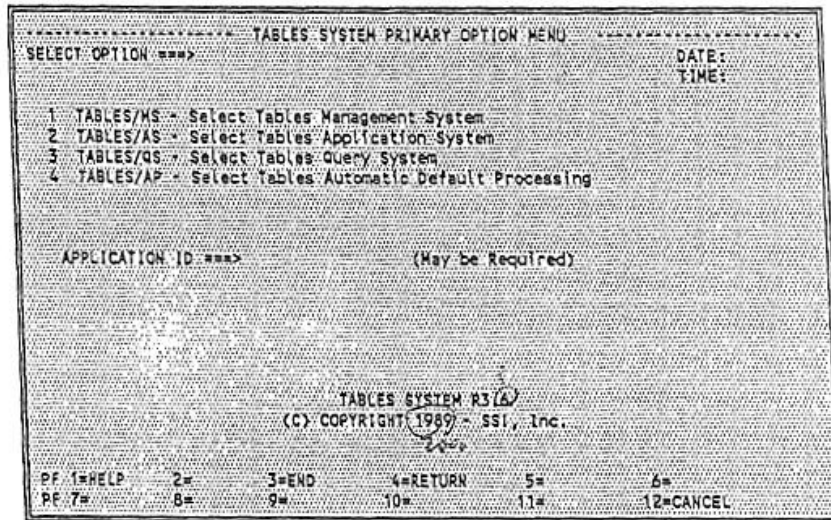 ---------------------- TABLES SYSTEM PRIMARY OPTION MENU ----------------------
SELECT OPTION ===> DATE:
TIME:
1 TABLES/MS - Select Tables Management System
2 TABLES/AS - Select Tables Application System
3 TABLES/QS - Select Tables Query System
4 TABLES/AP - Select Tables Automatic Default Processing
APPLICATION ID ===> (May be Required)
TABLES SYSTEM R3
(C) COPYRIGHT 1989 - SSI, Inc.
PF 1=HELP 2= 3=END 4=RETURN 5= 6=
PF 7= 8= 9= 10= 11= 12=CANCEL